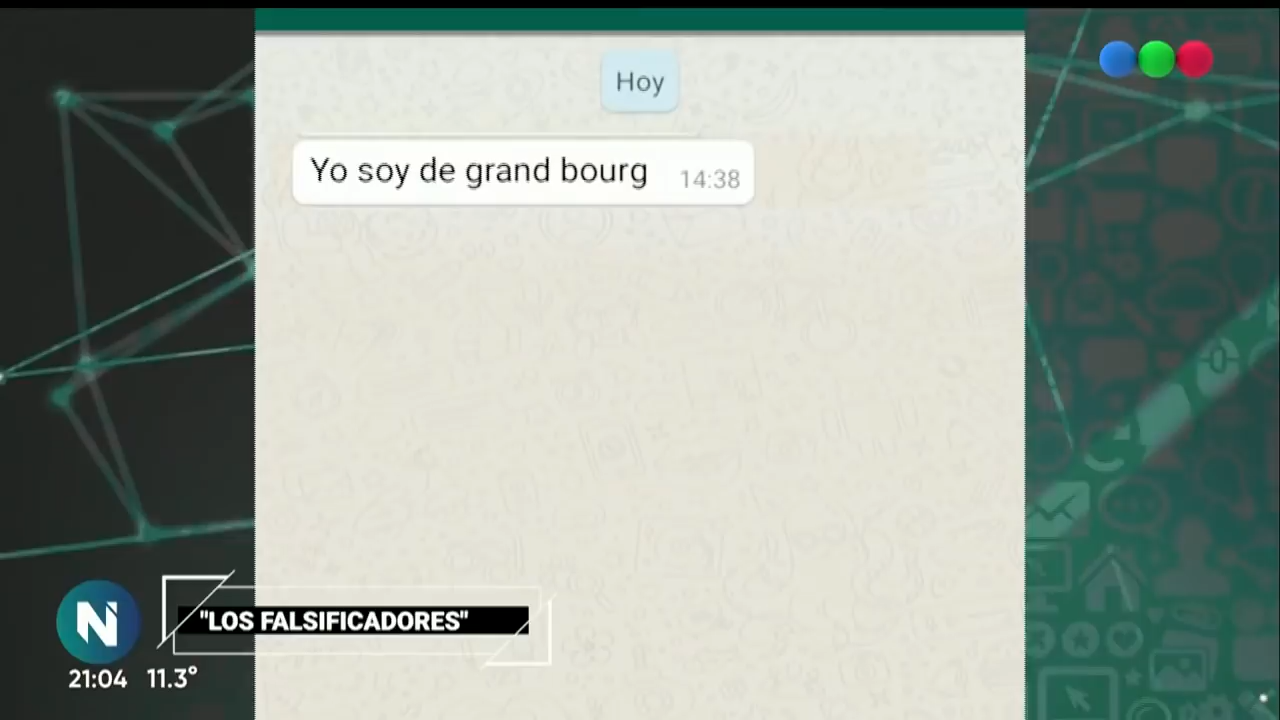 Hoy
Yo soy de grand bourg 14:38
"LOS FALSIFICADORES"
N
21:04 11.3°